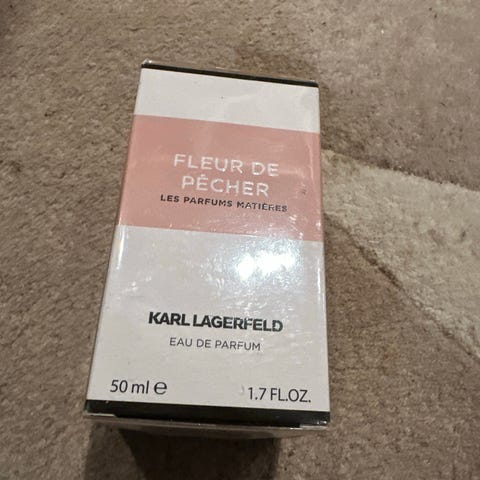 FLEUR DE
PÊCHER
LES PARFUMS MATIÈRES
KARL LAGERFELD
EAU DE PARFUM
50 ml ℮ 1.7 FL.OZ.